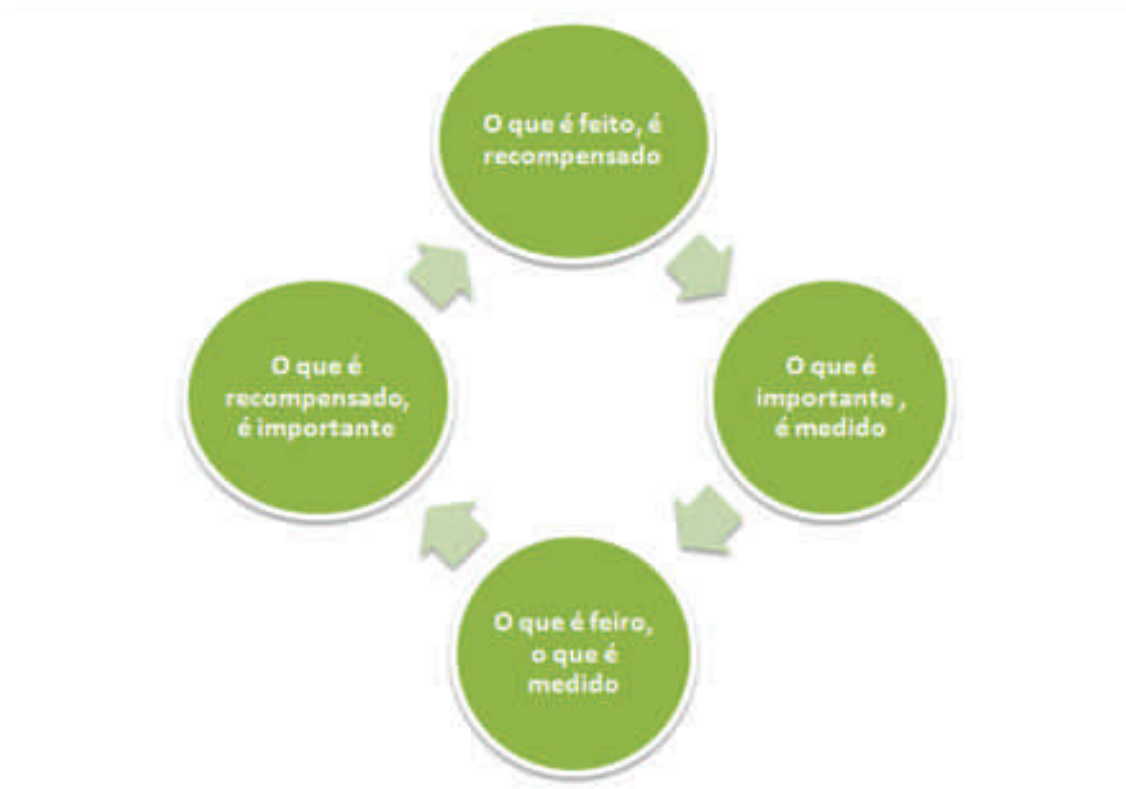 O que é feito, é
recompensado
O que é
importante ,
é medido
O que é feiro,
o que é
medido
O que é
recompensado,
é importante